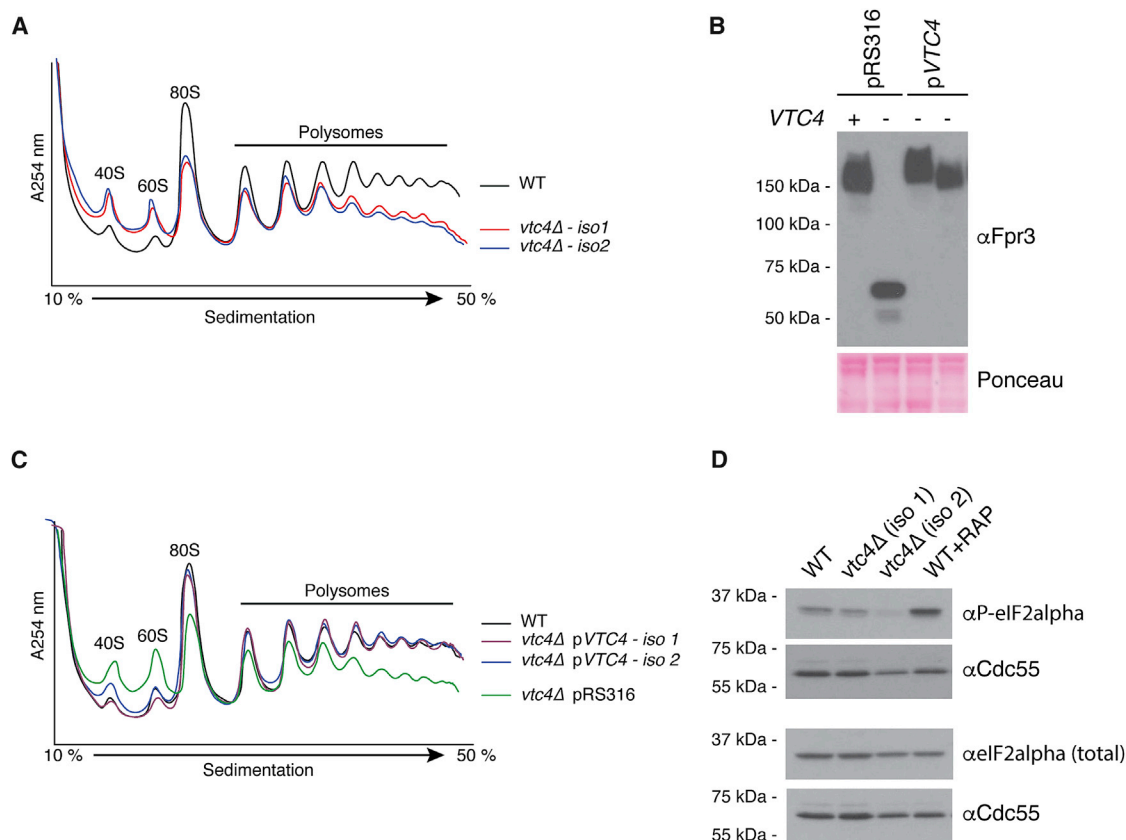 A
A254 nm
40S
60S
80S
Polysomes
WT
vtc4Δ - iso1
vtc4Δ - iso2
10 %
50 %
Sedimentation
B
pRS316
pVTC4
VTC4
+ - - -
150 kDa -
100 kDa -
75 kDa -
50 kDa -
αFpr3
Ponceau
C
A254 nm
40S
60S
80S
Polysomes
WT
vtc4Δ pVTC4 - iso 1
vtc4Δ pVTC4 - iso 2
vtc4Δ pRS316
10 %
50 %
Sedimentation
D
WT
vtc4Δ (iso 1)
vtc4Δ (iso 2)
WT+RAP
37 kDa -
αP-eIF2alpha
75 kDa -
αCdc55
55 kDa -
37 kDa -
αeIF2alpha (total)
75 kDa -
αCdc55
55 kDa -